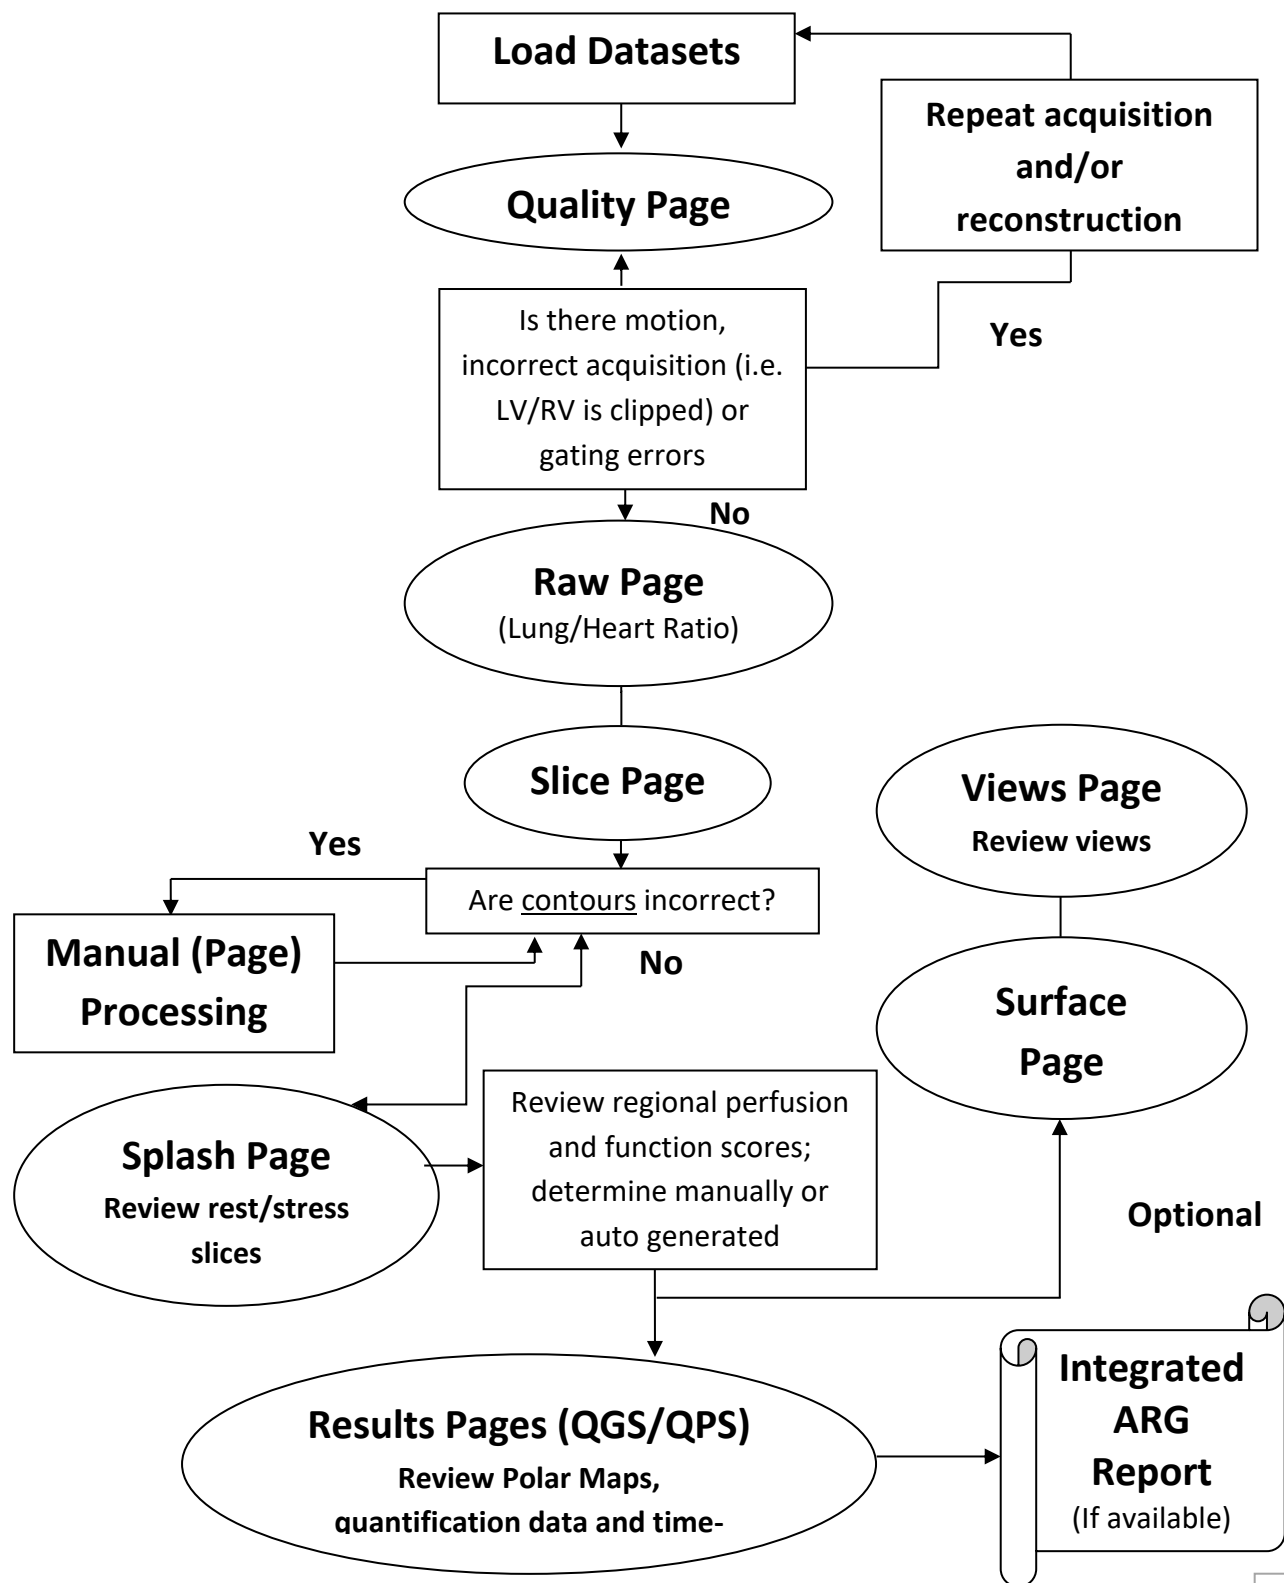 Load Datasets
Repeat acquisition
and/or
reconstruction
Quality Page
Is there motion,
incorrect acquisition (i.e.
LV/RV is clipped) or
gating errors
Yes
No
Raw Page
(Lung/Heart Ratio)
Slice Page
Views Page
Review views
Yes
Are contours incorrect?
Manual (Page)
Processing
No
Surface
Page
Review regional perfusion
and function scores;
determine manually or
auto generated
Splash Page
Review rest/stress
slices
Optional
Integrated
ARG
Report
(If available)
Results Pages (QGS/QPS)
Review Polar Maps,
quantification data and time-